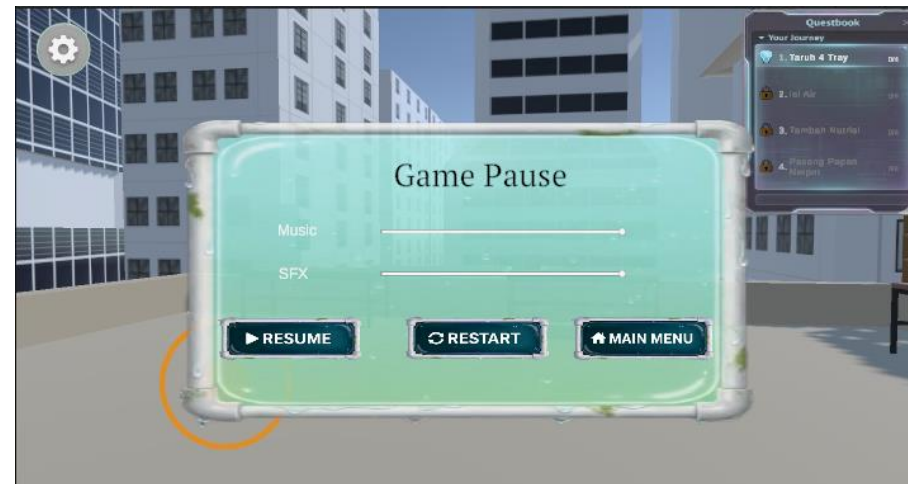 Questbook
Your Journey
1. Taruh 4 Tray
2. Isi Air
3. Tambah Nutrisi
4. Pasang Papan
Game Pause
Music
SFX
RESUME
RESTART
MAIN MENU